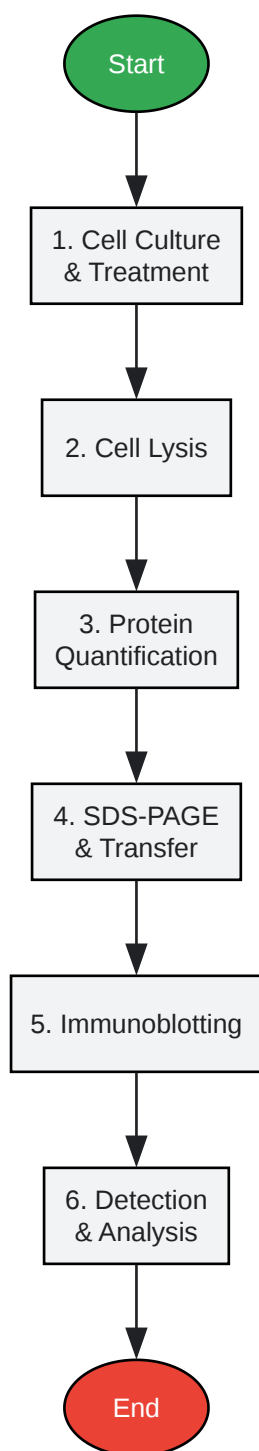 Start
1. Cell Culture
& Treatment
2. Cell Lysis
3. Protein
Quantification
4. SDS-PAGE
& Transfer
5. Immunoblotting
6. Detection
& Analysis
End